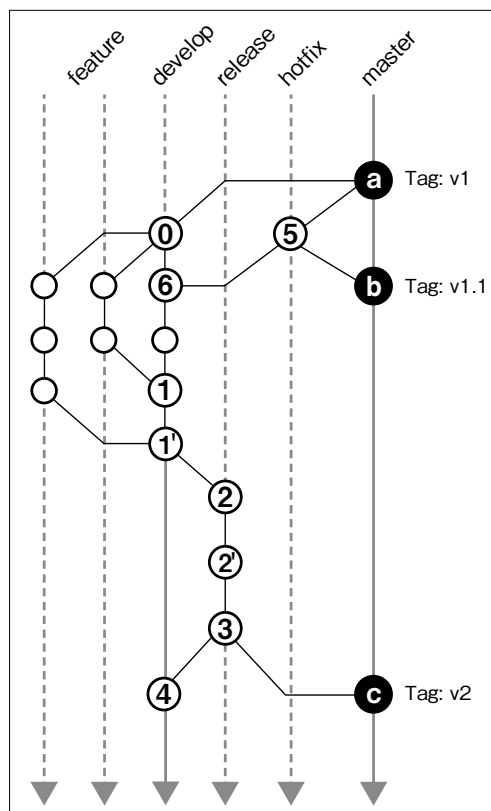 feature
develop
release
hotfix
master
a Tag: v1
0 5
6 b Tag: v1.1
1
1'
2
2'
3
4 c Tag: v2